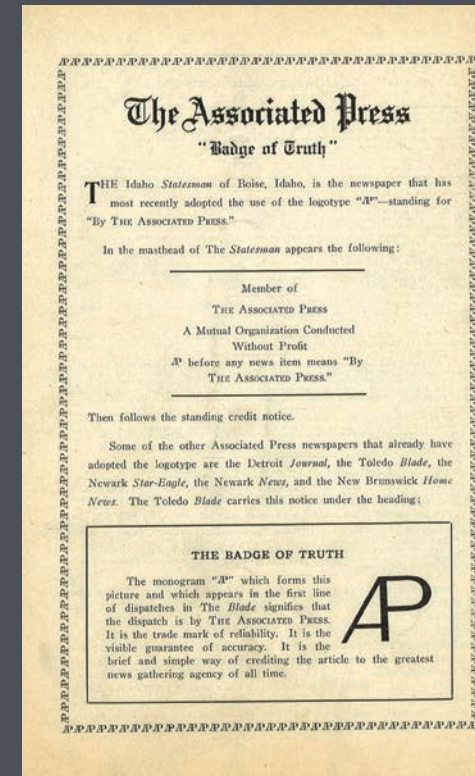 The Associated Press
"Badge of Truth"
THE Idaho Statesman of Boise, Idaho, is the newspaper that has
most recently adopted the use of the logotype "AP"—standing for
"By THE ASSOCIATED PRESS."
In the masthead of The Statesman appears the following:
Member of
THE ASSOCIATED PRESS
A Mutual Organization Conducted
Without Profit
AP before any news item means "By
THE ASSOCIATED PRESS."
Then follows the standing credit notice.
Some of the other Associated Press newspapers that already have
adopted the logotype are the Detroit Journal, the Toledo Blade, the
Newark Star-Eagle, the Newark News, and the New Brunswick Home
News. The Toledo Blade carries this notice under the heading:
THE BADGE OF TRUTH
The monogram "AP" which forms this
picture and which appears in the first line
of dispatches in The Blade signifies that
the dispatch is by THE ASSOCIATED PRESS.
It is the trade mark of reliability. It is the
visible guarantee of accuracy. It is the
brief and simple way of crediting the article to the greatest
news gathering agency of all time.
AP